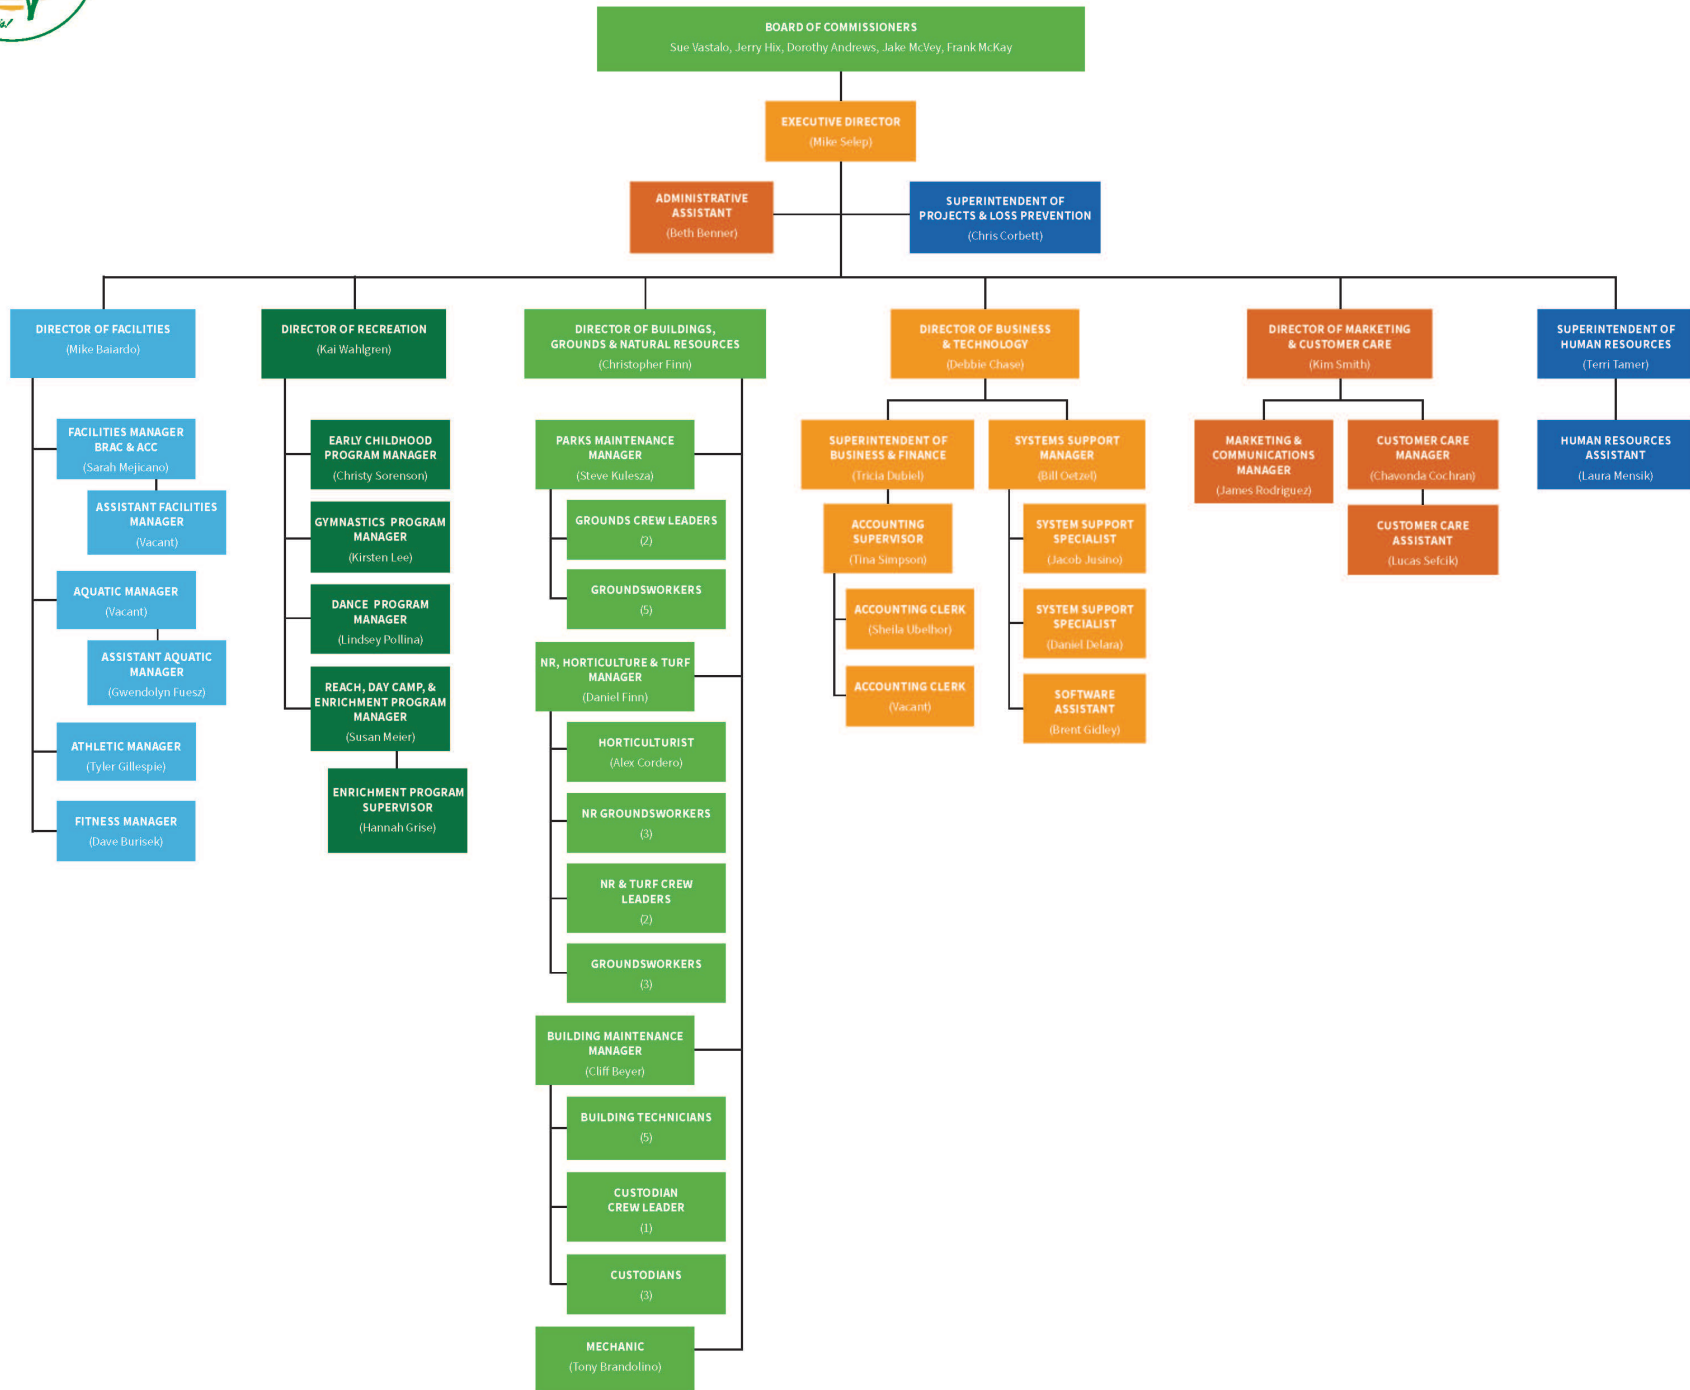 BOARD OF COMMISSIONERS
Sue Vastalo, Jerry Hix, Dorothy Andrews, Jake McVey, Frank McKay
EXECUTIVE DIRECTOR
(Mike Selep)
ADMINISTRATIVE
ASSISTANT
(Beth Benner)
SUPERINTENDENT OF
PROJECTS & LOSS PREVENTION
(Chris Corbett)
DIRECTOR OF FACILITIES
(Mike Baiardo)
FACILITIES MANAGER
BRAC & ACC
(Sarah Mejicano)
ASSISTANT FACILITIES
MANAGER
(Vacant)
AQUATIC MANAGER
(Vacant)
ASSISTANT AQUATIC
MANAGER
(Gwendolyn Fuesz)
ATHLETIC MANAGER
(Tyler Gillespie)
FITNESS MANAGER
(Dave Burisek)
DIRECTOR OF RECREATION
(Kai Wahlgren)
EARLY CHILDHOOD
PROGRAM MANAGER
(Christy Sorenson)
GYMNASTICS PROGRAM
MANAGER
(Kirsten Lee)
DANCE PROGRAM
MANAGER
(Lindsey Pollina)
REACH, DAY CAMP, &
ENRICHMENT PROGRAM
MANAGER
(Susan Meier)
ENRICHMENT PROGRAM
SUPERVISOR
(Hannah Grise)
DIRECTOR OF BUILDINGS,
GROUNDS & NATURAL RESOURCES
(Christopher Finn)
PARKS MAINTENANCE
MANAGER
(Steve Kulesza)
GROUNDS CREW LEADERS
(2)
GROUNDSWORKERS
(5)
NR, HORTICULTURE & TURF
MANAGER
(Daniel Finn)
HORTICULTURIST
(Alex Cordero)
NR GROUNDSWORKERS
(3)
NR & TURF CREW
LEADERS
(2)
GROUNDSWORKERS
(3)
BUILDING MAINTENANCE
MANAGER
(Cliff Beyer)
BUILDING TECHNICIANS
(5)
CUSTODIAN
CREW LEADER
(1)
CUSTODIANS
(3)
MECHANIC
(Tony Brandolino)
DIRECTOR OF BUSINESS
& TECHNOLOGY
(Debbie Chase)
SUPERINTENDENT OF
BUSINESS & FINANCE
(Tricia Dubiel)
ACCOUNTING
SUPERVISOR
(Tina Simpson)
ACCOUNTING CLERK
(Sheila Ubelhor)
ACCOUNTING CLERK
(Vacant)
SYSTEMS SUPPORT
MANAGER
(Bill Oetzel)
SYSTEM SUPPORT
SPECIALIST
(Jacob Jusino)
SYSTEM SUPPORT
SPECIALIST
(Daniel Delara)
SOFTWARE
ASSISTANT
(Brent Gidley)
DIRECTOR OF MARKETING
& CUSTOMER CARE
(Kim Smith)
MARKETING &
COMMUNICATIONS
MANAGER
(James Rodriguez)
CUSTOMER CARE
MANAGER
(Chavonda Cochran)
CUSTOMER CARE
ASSISTANT
(Lucas Sefcik)
SUPERINTENDENT OF
HUMAN RESOURCES
(Terri Tamer)
HUMAN RESOURCES
ASSISTANT
(Laura Mensik)